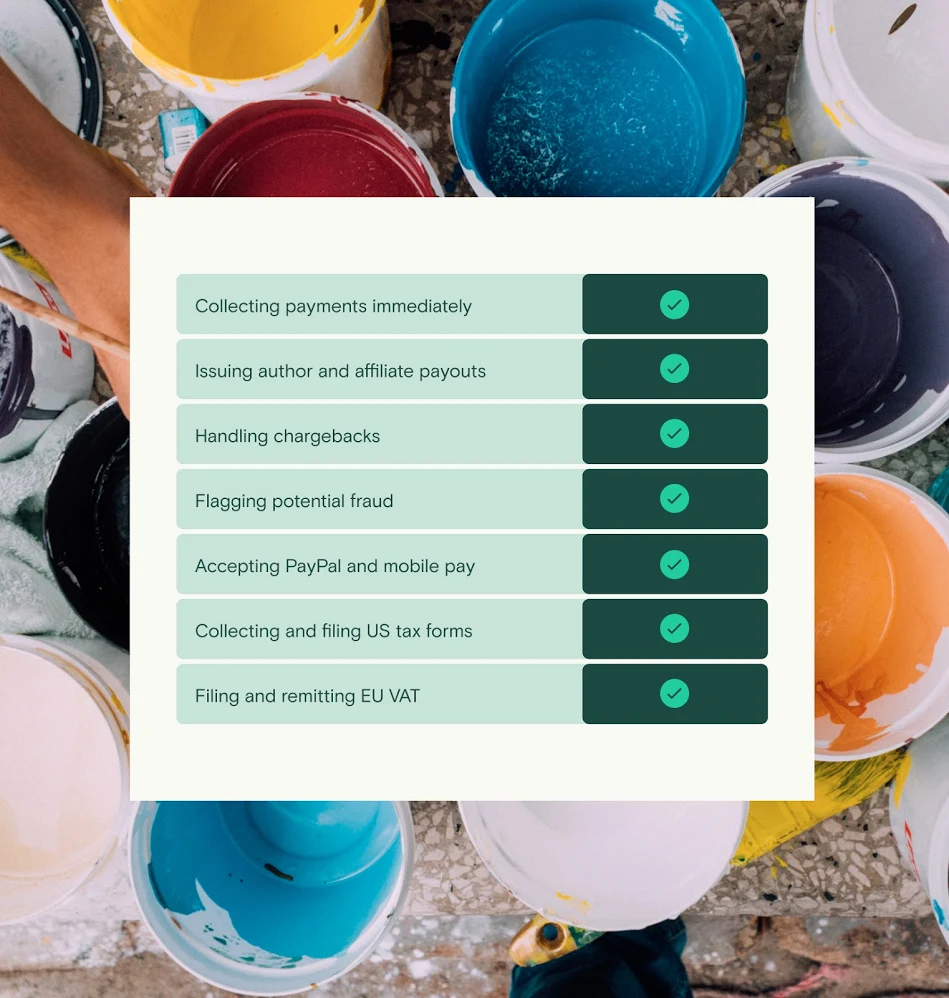 Collecting payments immediately
Issuing author and affiliate payouts
Handling chargebacks
Flagging potential fraud
Accepting PayPal and mobile pay
Collecting and filing US tax forms
Filing and remitting EU VAT